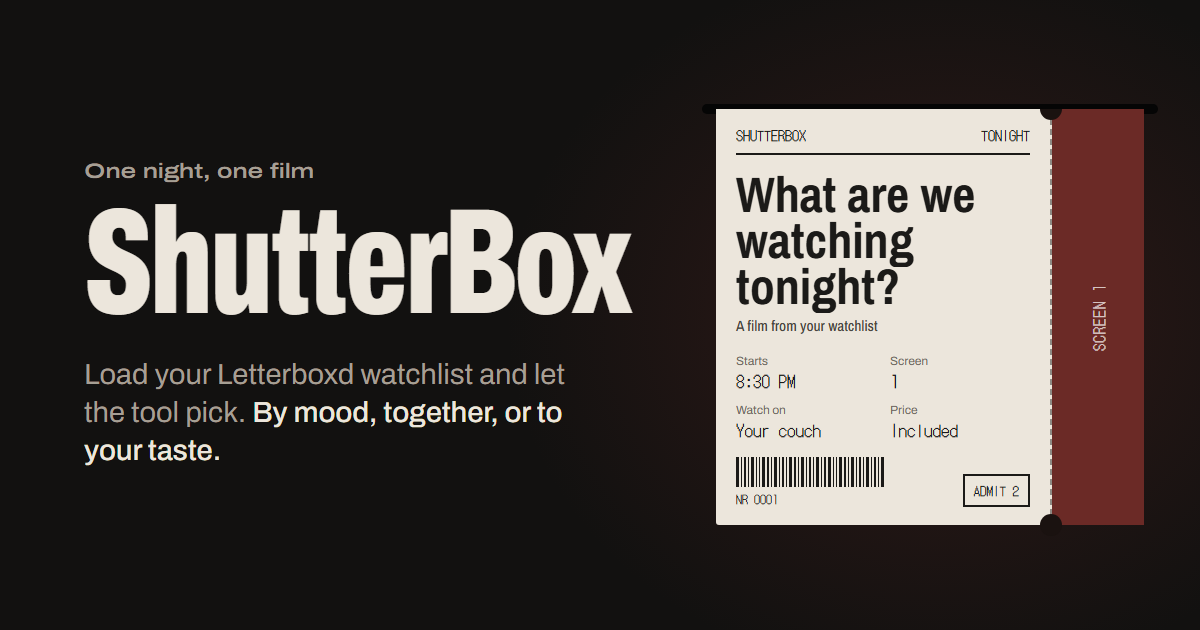 One night, one film
ShutterBox
Load your Letterboxd watchlist and let
the tool pick. By mood, together, or to
your taste.
SHUTTERBOX TONIGHT
What are we
watching
tonight?
A film from your watchlist
Starts Screen
8:30 PM 1
Watch on Price
Your couch Included
NR 0001
ADMIT 2
SCREEN 1